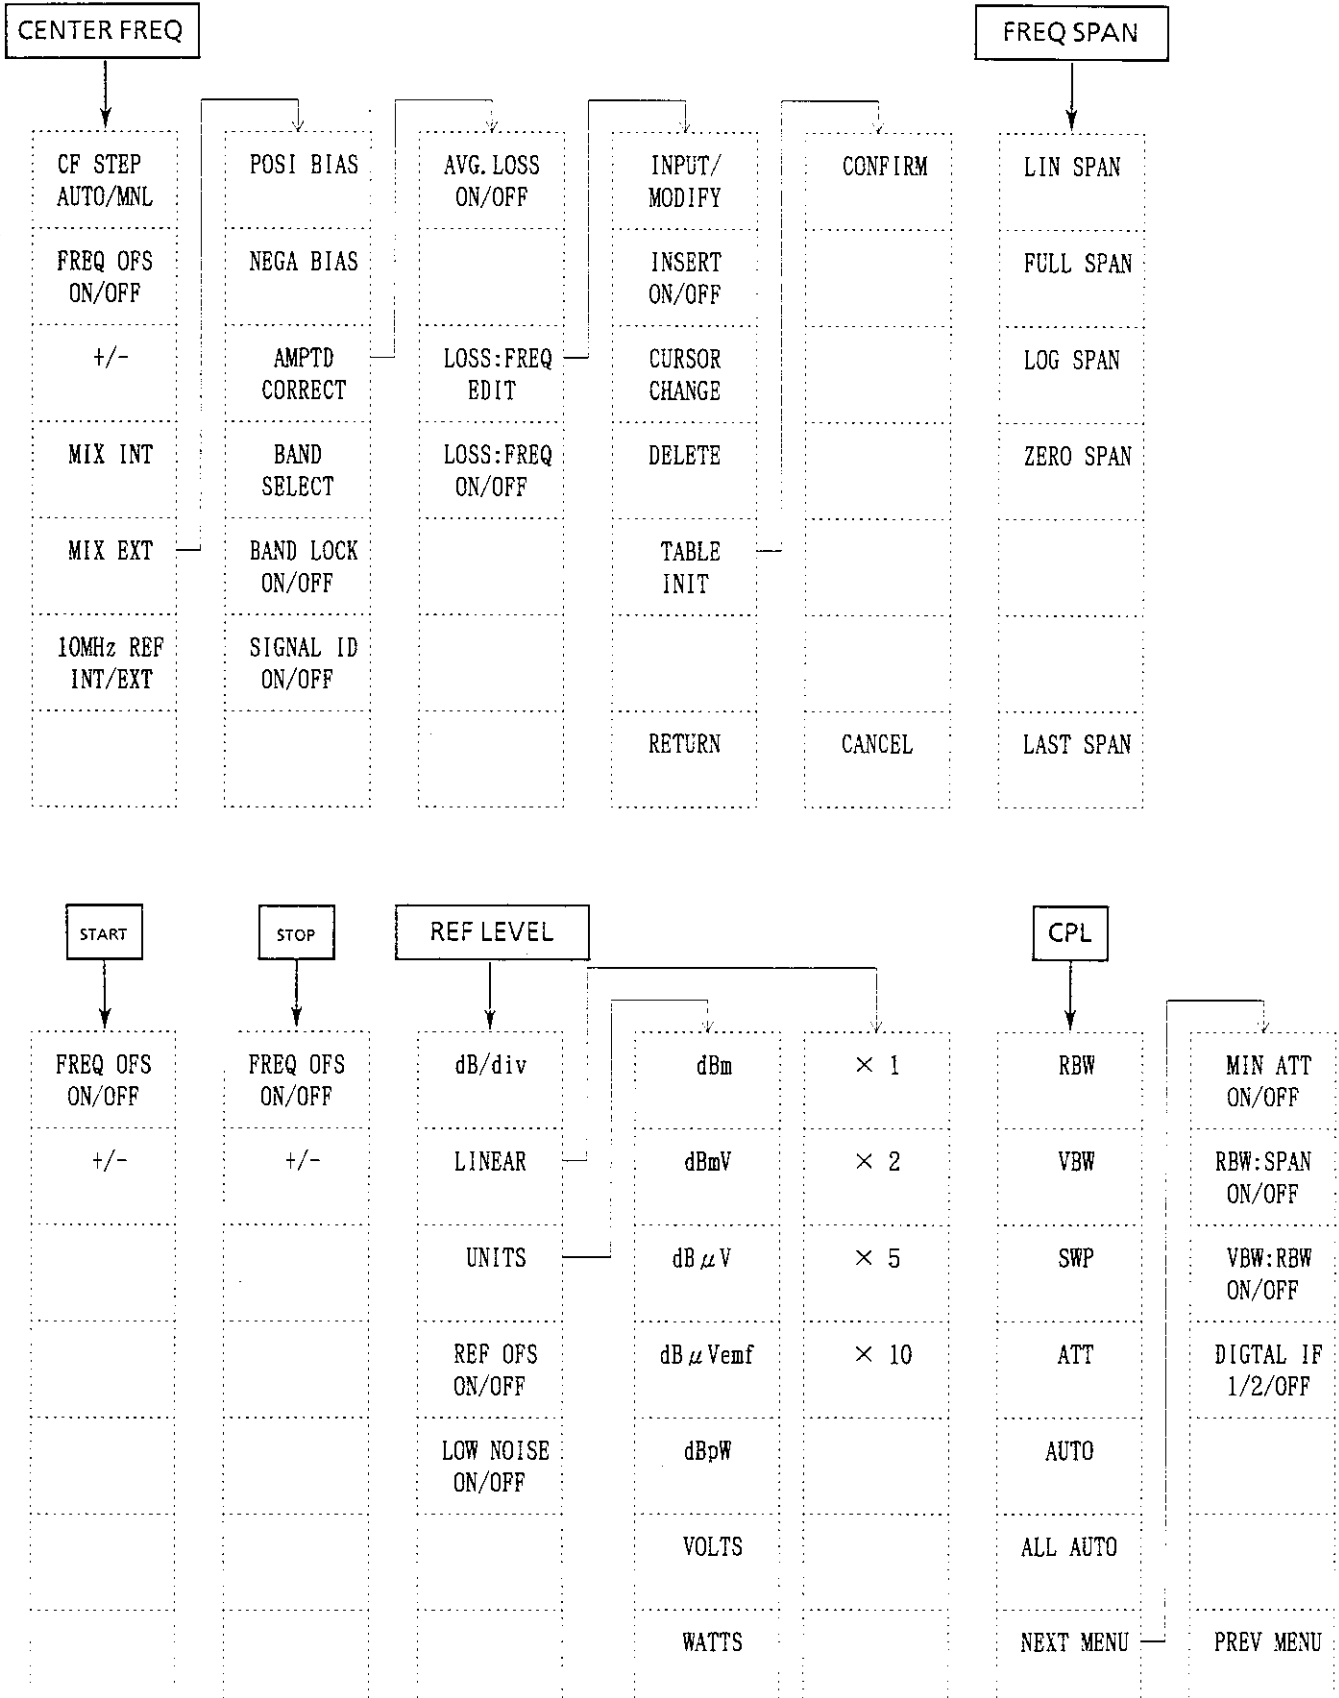 CENTER FREQ
CF STEP
AUTO/MNL
FREQ OFS
ON/OFF
+/-
MIX INT
MIX EXT
10MHz REF
INT/EXT
POSI BIAS
NEGA BIAS
AMPTD
CORRECT
BAND
SELECT
BAND LOCK
ON/OFF
SIGNAL ID
ON/OFF
AVG.LOSS
ON/OFF
LOSS:FREQ
EDIT
LOSS:FREQ
ON/OFF
INPUT/
MODIFY
INSERT
ON/OFF
CURSOR
CHANGE
DELETE
TABLE
INIT
RETURN
CONFIRM
CANCEL
FREQ SPAN
LIN SPAN
FULL SPAN
LOG SPAN
ZERO SPAN
LAST SPAN
START
FREQ OFS
ON/OFF
+/-
STOP
FREQ OFS
ON/OFF
+/-
REF LEVEL
dB/div
LINEAR
UNITS
REF OFS
ON/OFF
LOW NOISE
ON/OFF
dBm
dBmV
dBμV
dBμVemf
dBpW
VOLTS
WATTS
× 1
× 2
× 5
× 10
CPL
RBW
VBW
SWP
ATT
AUTO
ALL AUTO
NEXT MENU
MIN ATT
ON/OFF
RBW:SPAN
ON/OFF
VBW:RBW
ON/OFF
DIGTAL IF
1/2/OFF
PREV MENU